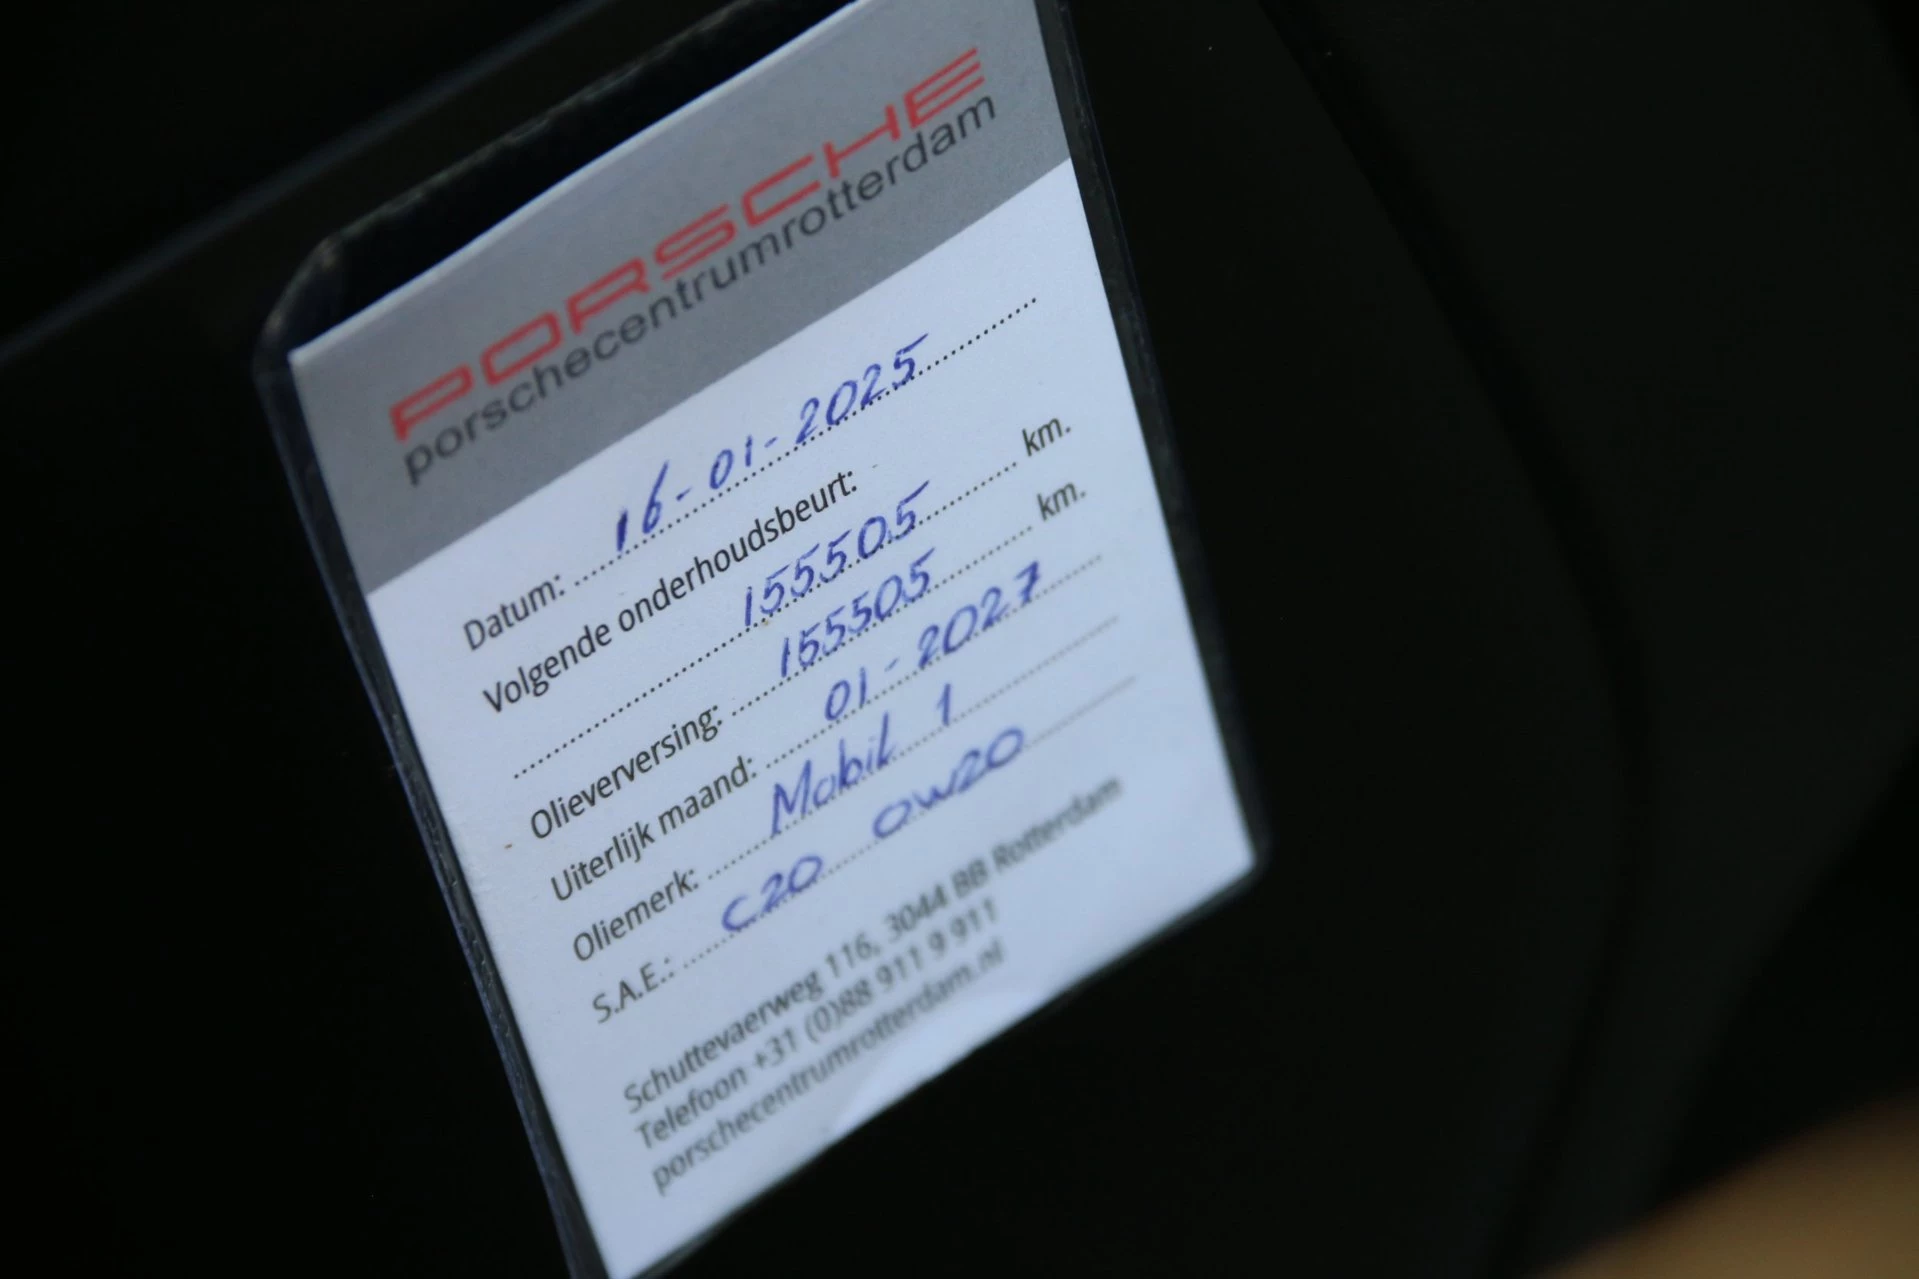 PORSCHE
porschecentrumrotterdam
Datum: 16-01-2025
Volgende onderhoudsbeurt:
155505 km.
Olieverversing: 155505 km.
Uiterlijk maand: 01-2027
Oliemerk: Mobil 1
S.A.E.: C20 0W20
Schuttevaerweg 116, 3044 BB Rotterdam
Telefoon +31 (0)88 911 9 911
porschecentrumrotterdam.nl